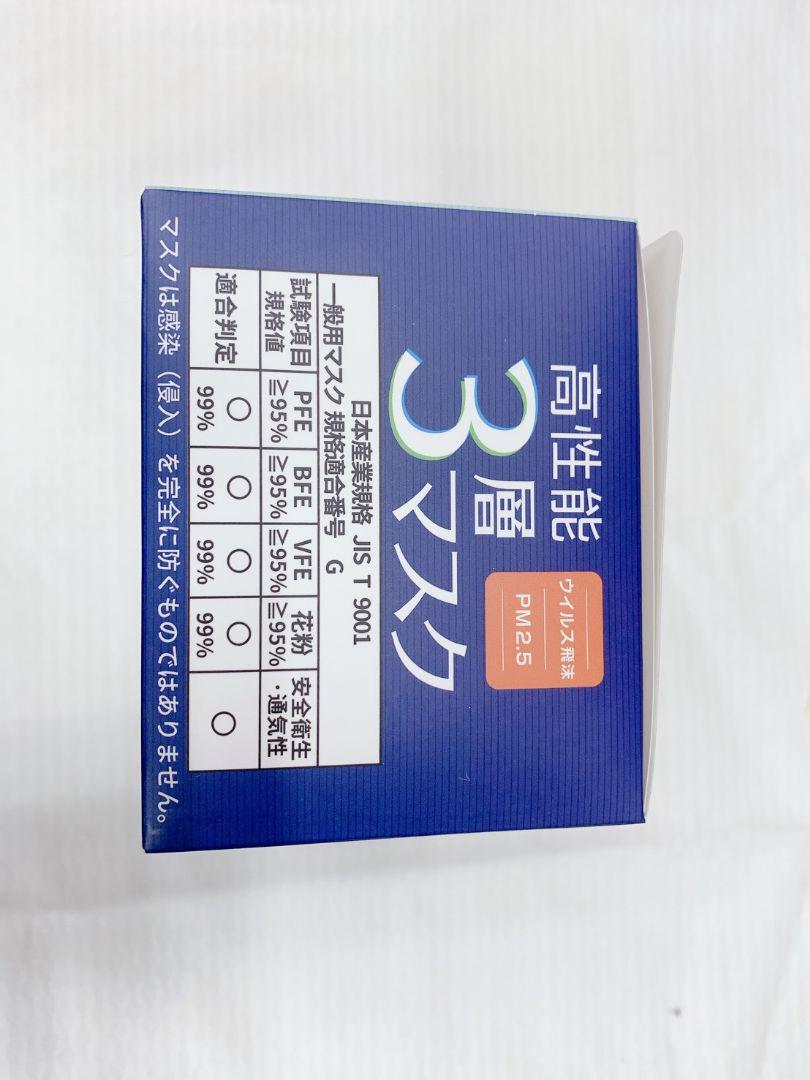 高性能
3層マスク
ウイルス飛沫
PM2.5
日本産業規格 JIS T 9001
一般用マスク 規格適合番号 G
試験項目 PFE BFE VFE 花粉 安全衛生
規格値 ≧95% ≧95% ≧95% ≧95% ・通気性
適合判定 ○ ○ ○ ○ ○
99% 99% 99% 99%
マスクは感染(侵入)を完全に防ぐものではありません。